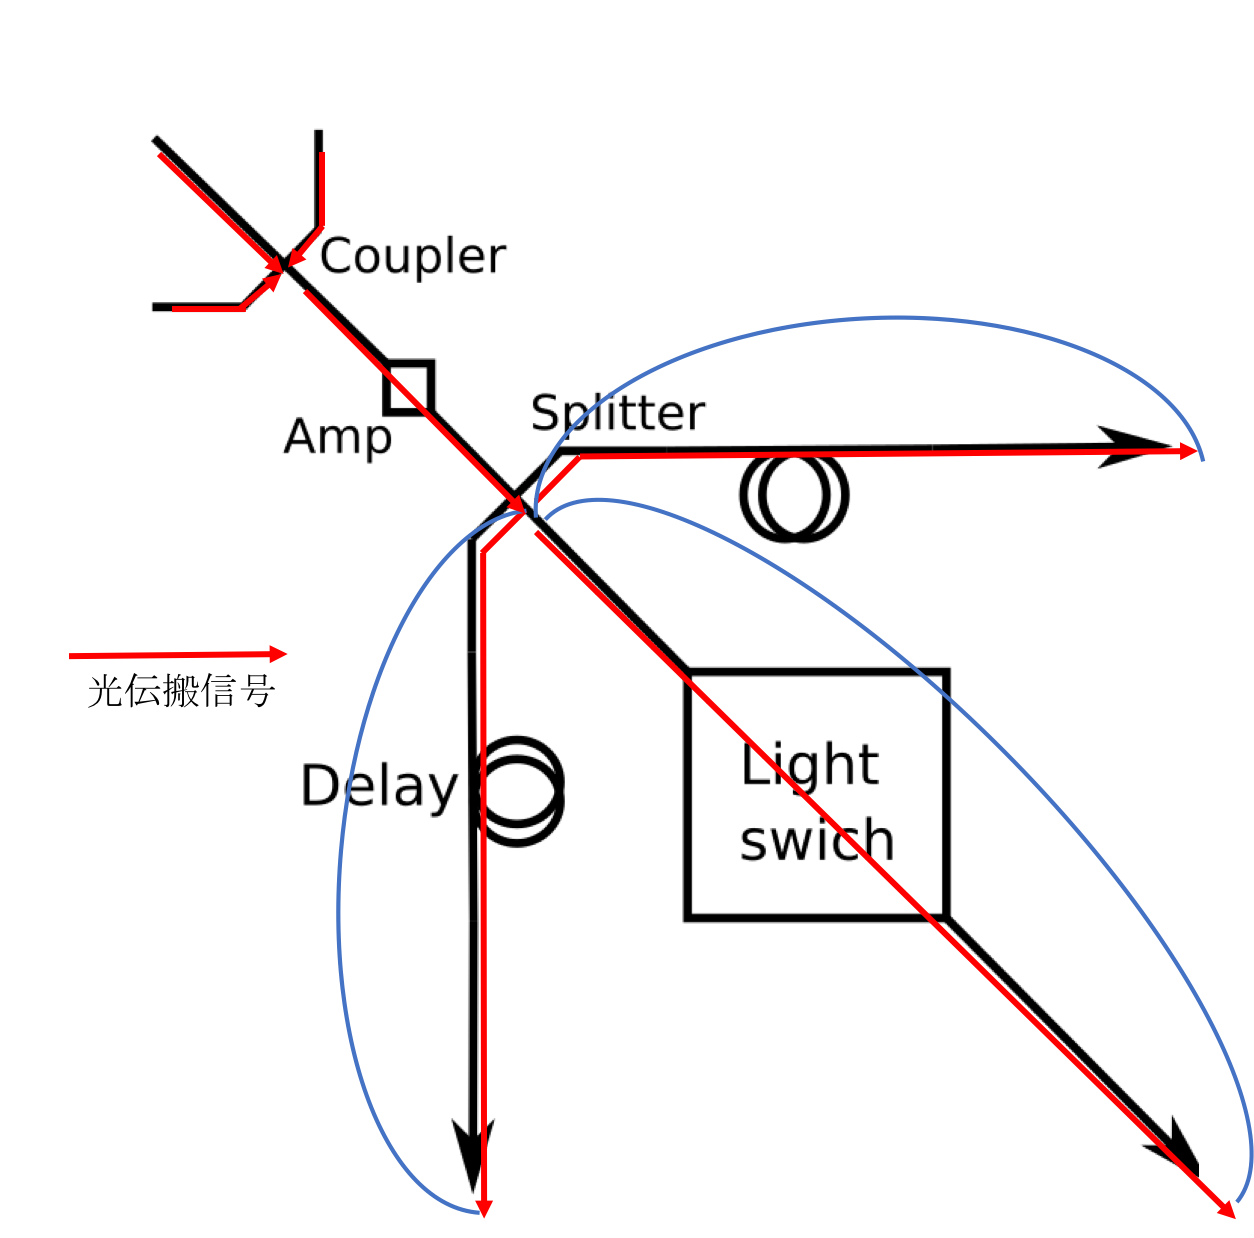 Coupler
Splitter
Amp
光伝搬信号
Delay
Light
swich